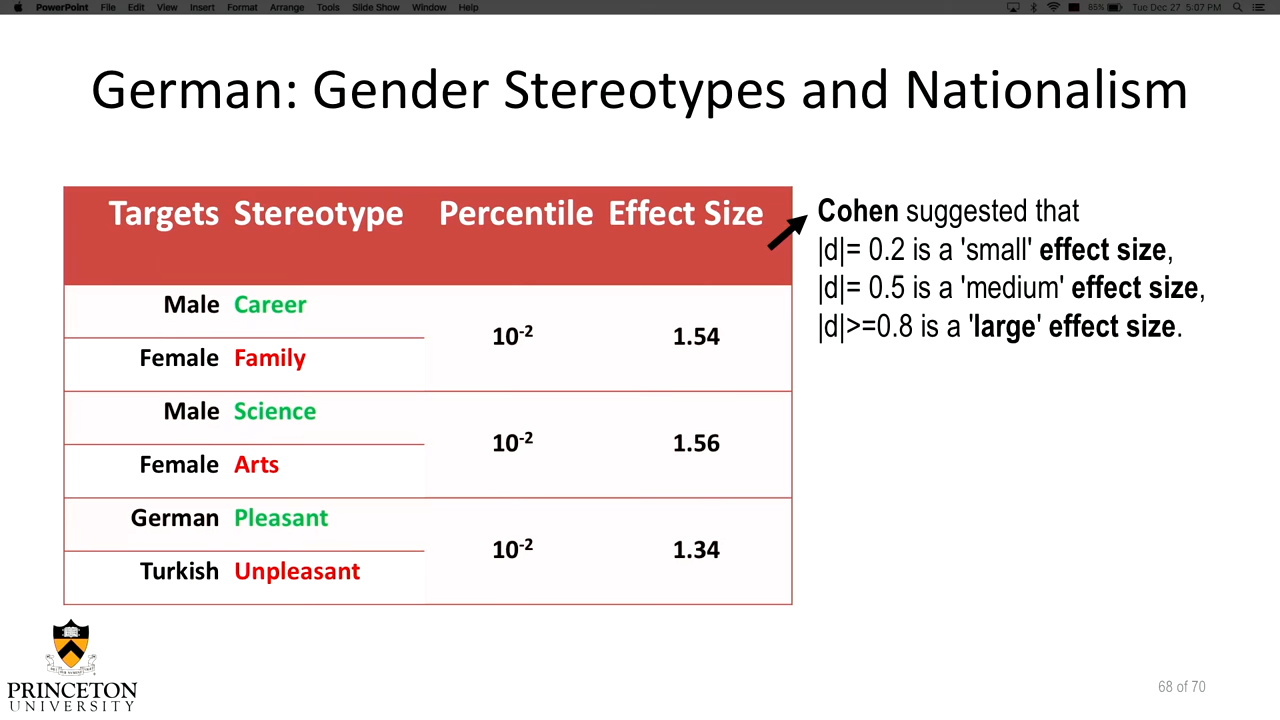 PowerPoint File Edit View Insert Format Arrange Tools Slide Show Window Help 85% Tue Dec 27 5:07 PM
German: Gender Stereotypes and Nationalism
Targets Stereotype Percentile Effect Size
Male Career
10-2 1.54
Female Family
Male Science
10-2 1.56
Female Arts
German Pleasant
10-2 1.34
Turkish Unpleasant
Cohen suggested that
|d|= 0.2 is a 'small' effect size,
|d|= 0.5 is a 'medium' effect size,
|d|>=0.8 is a 'large' effect size.
PRINCETON
UNIVERSITY
68 of 70